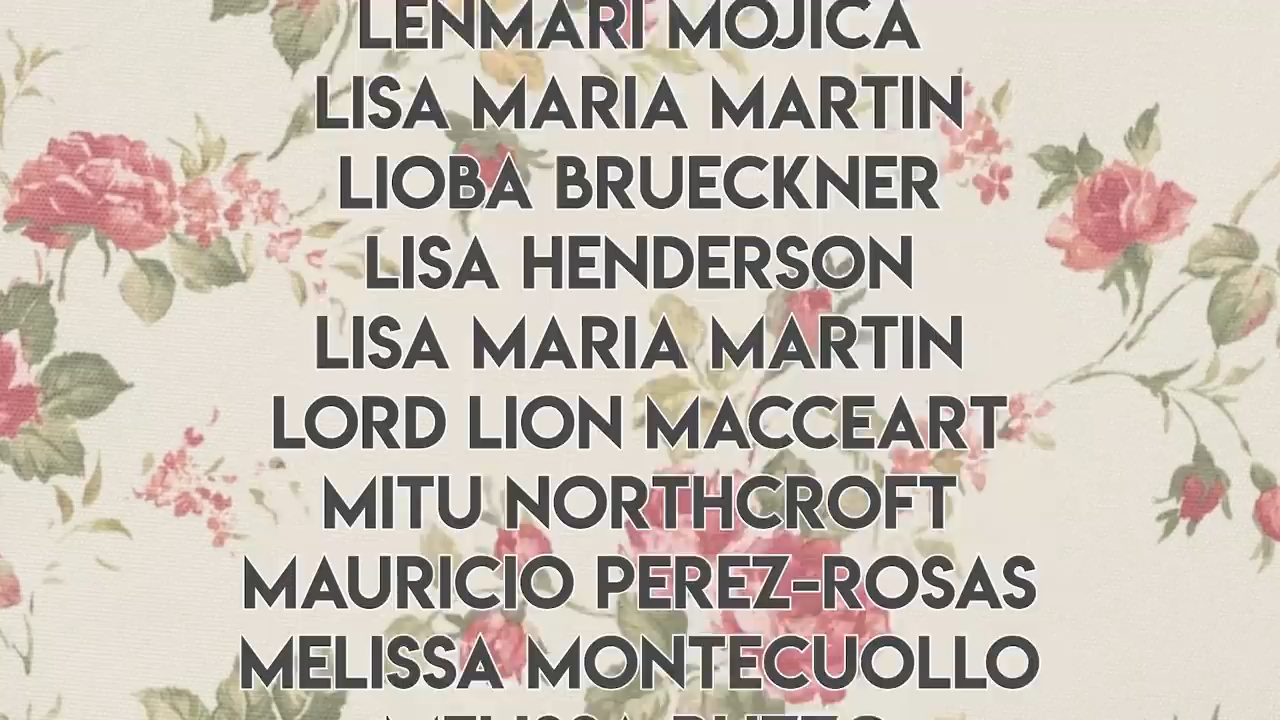 LENMARI MOJICA
LISA MARIA MARTIN
LIOBA BRUECKNER
LISA HENDERSON
LISA MARIA MARTIN
LORD LION MACCEART
MITU NORTHCROFT
MAURICIO PEREZ-ROSAS
MELISSA MONTECUOLLO
MELISSA